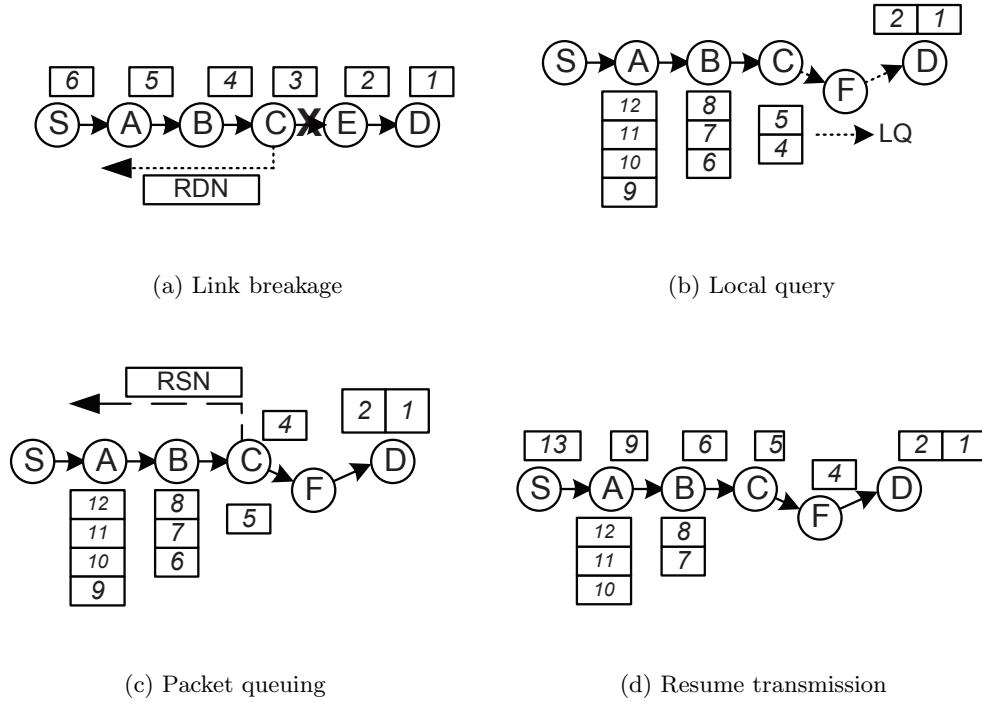 6 5 4 3 2 1
S A B C X E D
RDN
(a) Link breakage
2 1
S A B C F D
12 8 5
11 7 4
10 6
9
LQ
(b) Local query
RSN
4 2 1
S A B C F D
12 8 5
11 7
10 6
9
(c) Packet queuing
13 9 6 5 4 2 1
S A B C F D
12 8
11 7
10
(d) Resume transmission